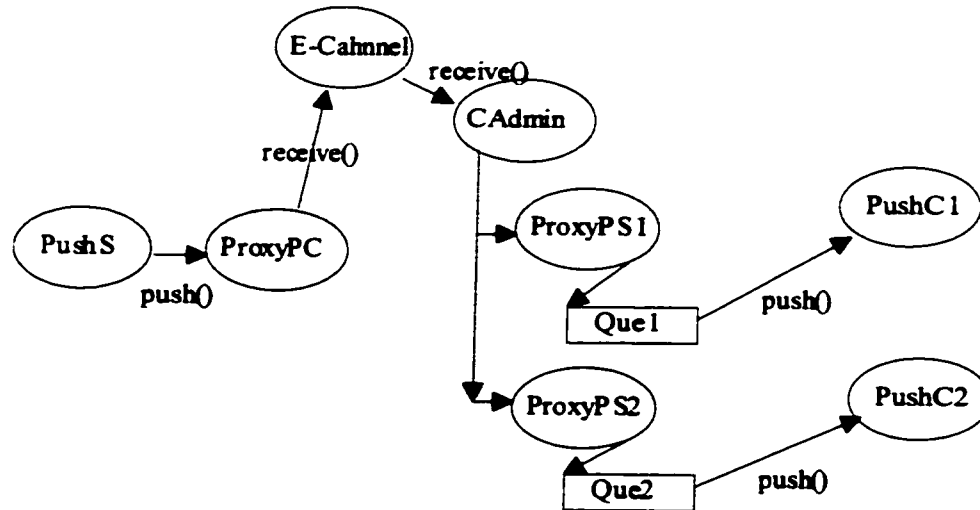 E-Cahnnel
receive()
CAdmin
receive()
PushS
ProxyPC
push()
ProxyPS1
PushC1
Que1
push()
ProxyPS2
PushC2
Que2
push()